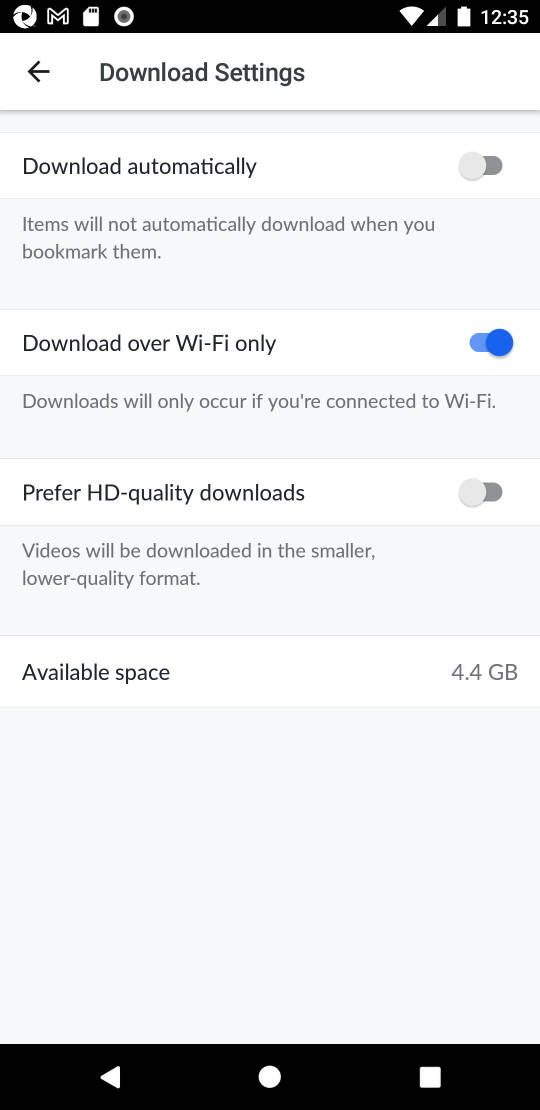 12:35
Download Settings
Download automatically
Items will not automatically download when you
bookmark them.
Download over Wi-Fi only
Downloads will only occur if you're connected to Wi-Fi.
Prefer HD-quality downloads
Videos will be downloaded in the smaller,
lower-quality format.
Available space 4.4 GB